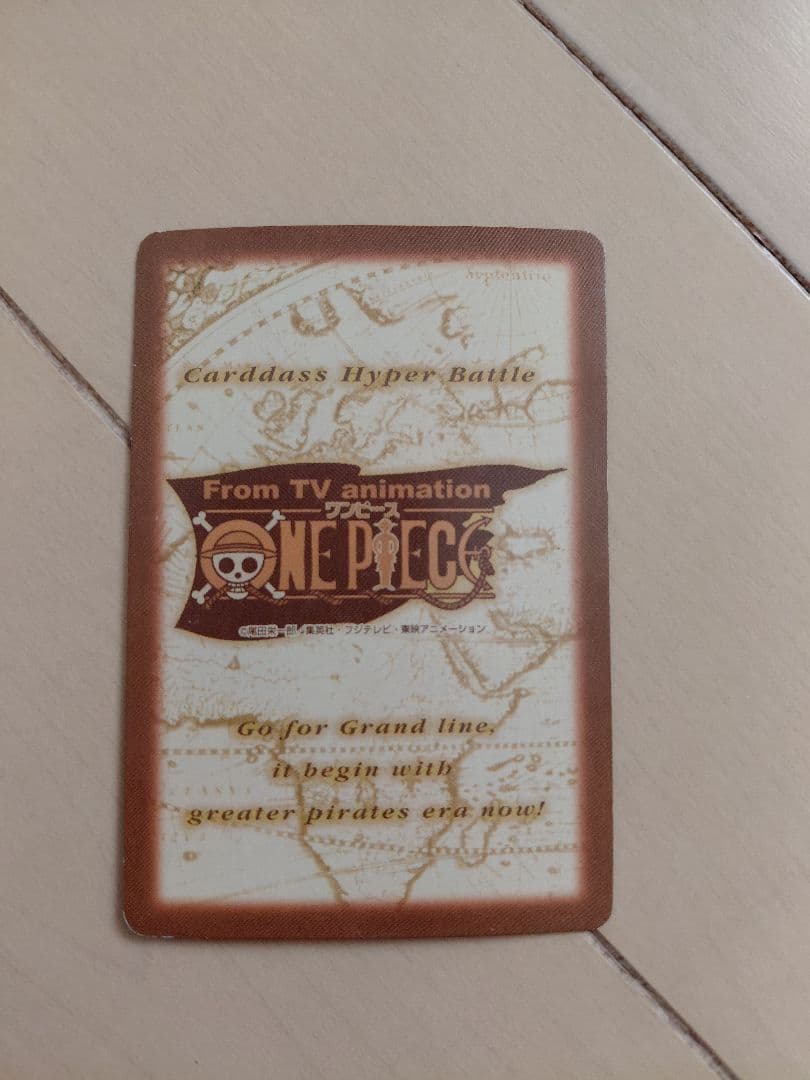 Septentrio
Carddass Hyper Battle
From TV animation
ワンピース
ONE PIECE
©尾田栄一郎/集英社・フジテレビ・東映アニメーション
Go for Grand line,
it begin with
greater pirates era now!